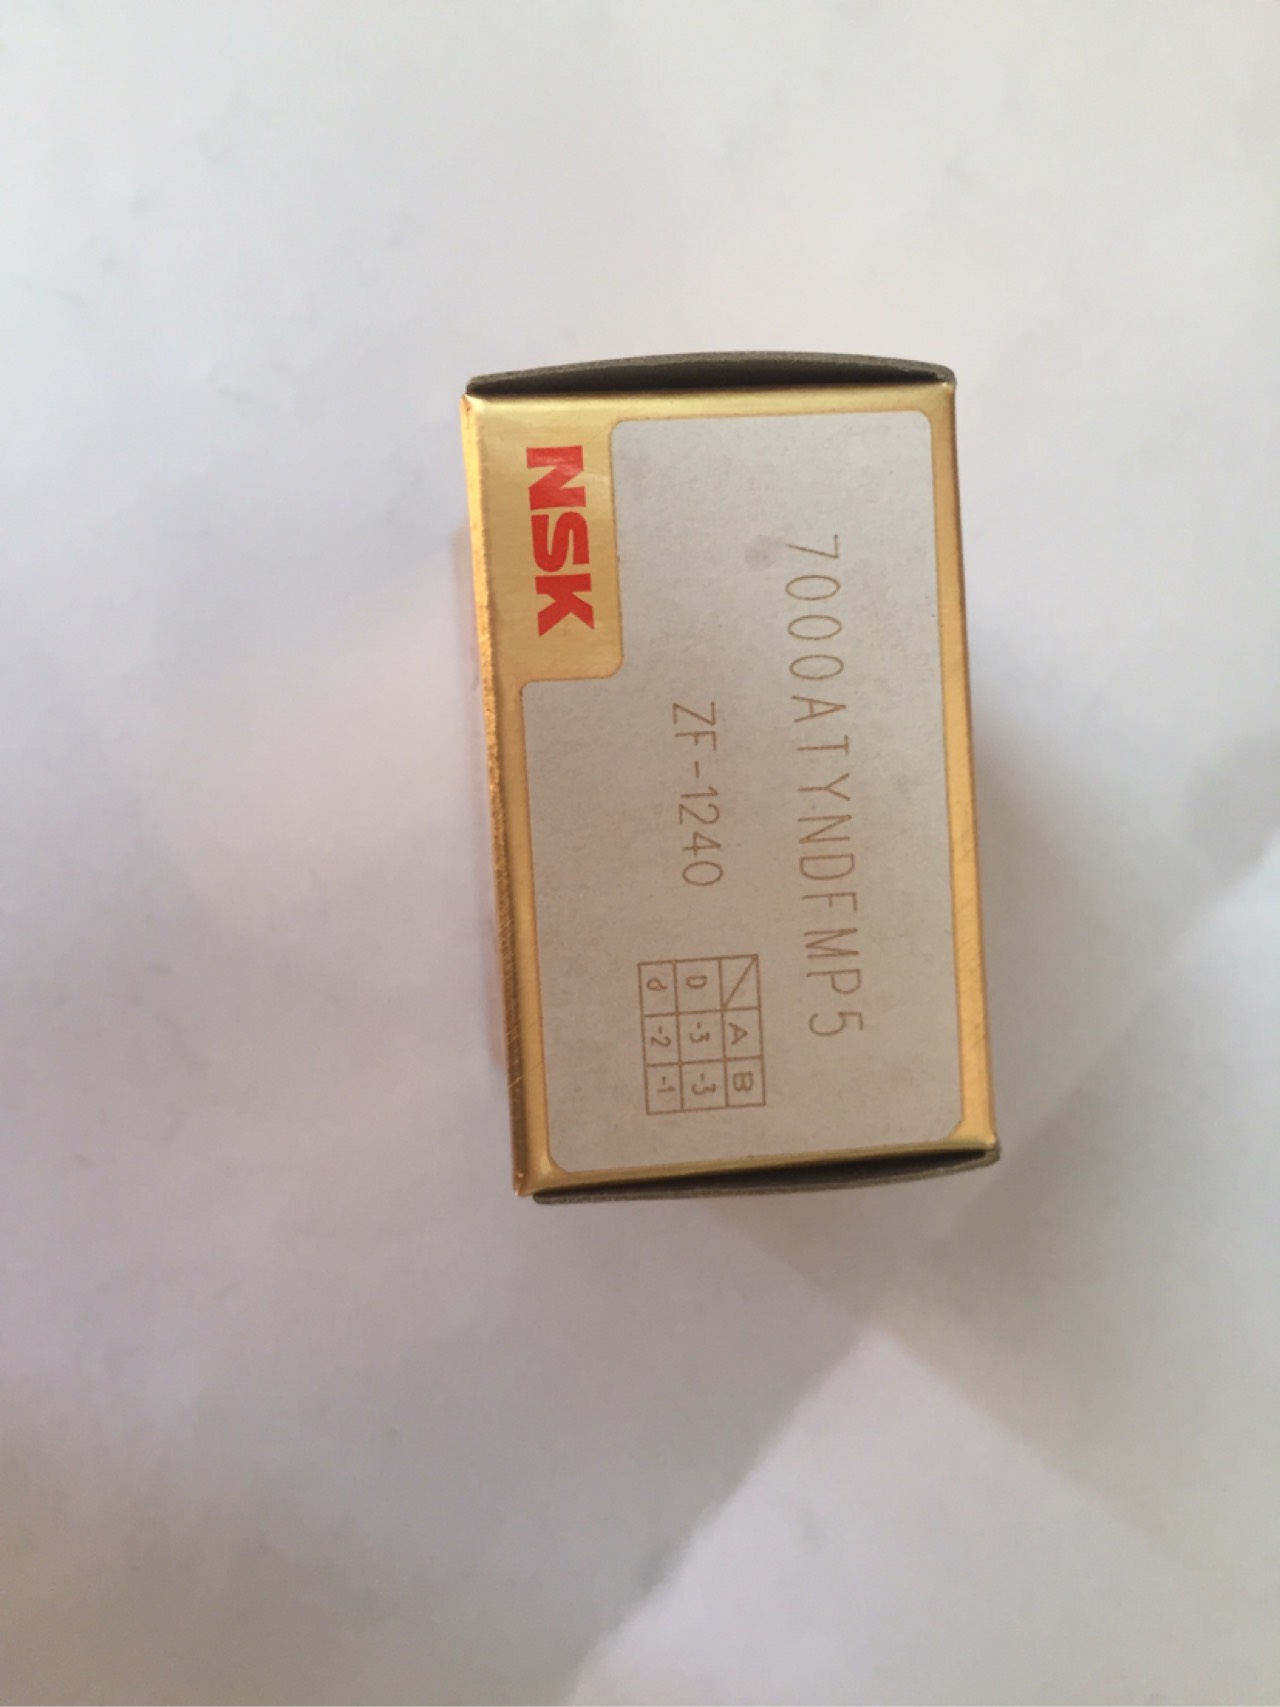 NSK
7000ATYNDFMP5
ZF-1240
A B
D -3 -3
d -2 -1